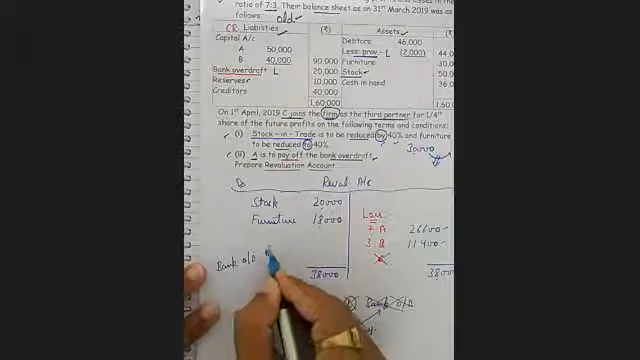 ratio of 7:3. Their balance sheet as on 31st March 2019 was as
follows: old
CR. Liabilities (₹) Assets (₹)
Capital A/c Debtors 46,000
A 50,000 Less: prov. L (2,000) 44
B 40,000 90,000 Furniture 30
Bank overdraft L 20,000 Stock 50
Reserves 10,000 Cash in hand 36
Creditors 40,000
1,60,000 1,60
On 1st April, 2019 C joins the firm as the third partner for 1/4th
share of the future profits on the following terms and conditions:
(i) Stock-in-Trade is to be reduced by 40% and furniture
to be reduced to 40%. 30000
(ii) A is to pay off the bank overdraft.
Prepare Revaluation Account
Reval A/c
Stock 20000 Loss
Furniture 18000 7. A 26600
3. B 11400
Bank o/D
38000 3800
Bank o/D